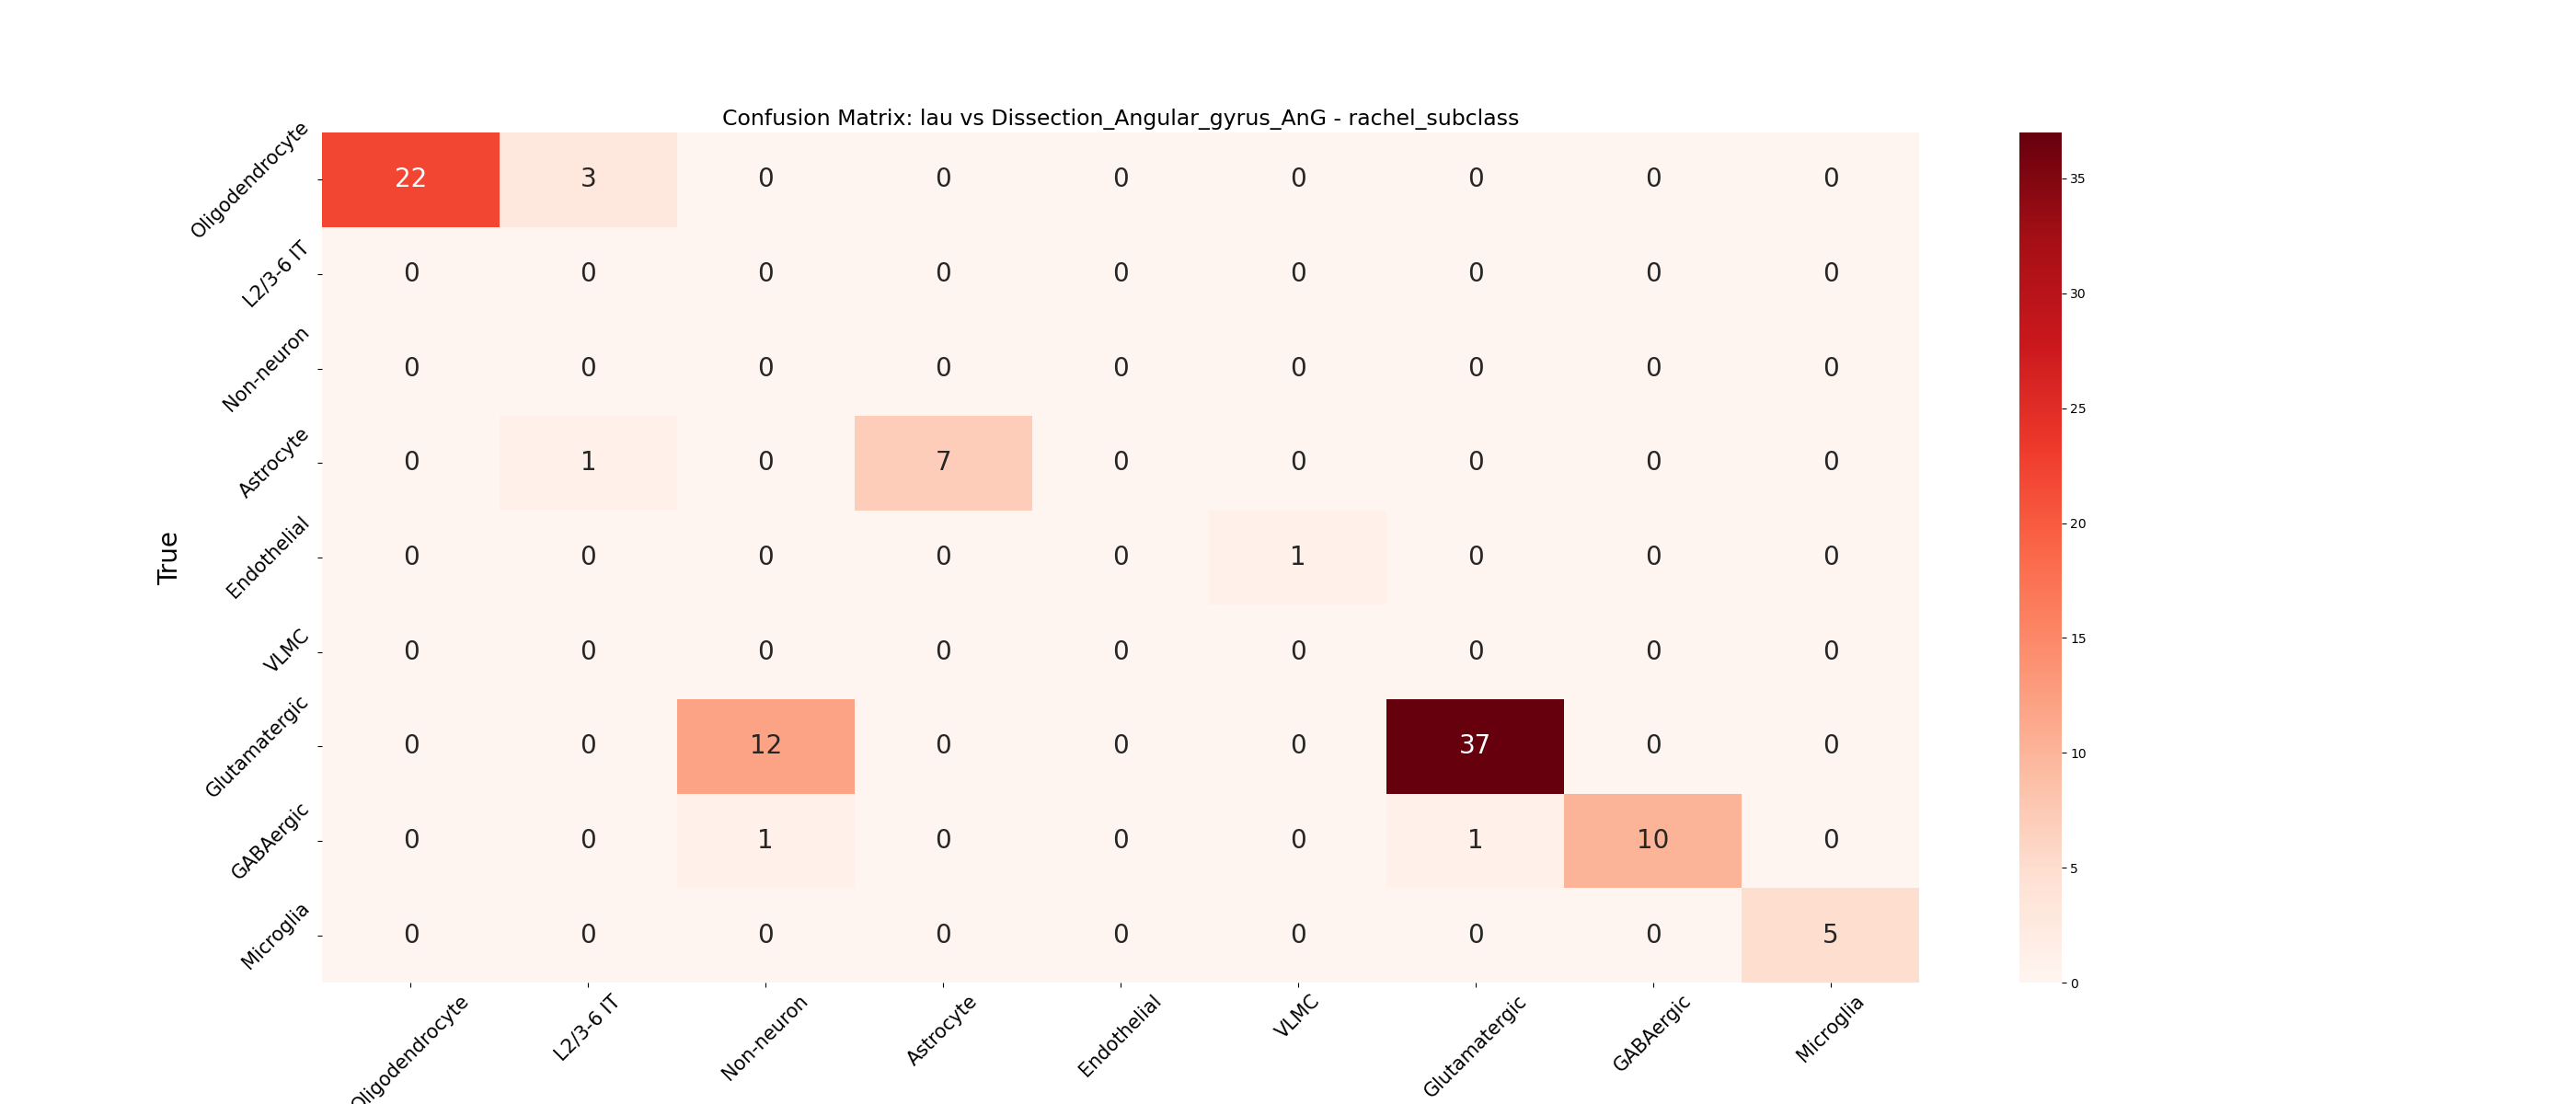 Confusion Matrix: lau vs Dissection_Angular_gyrus_AnG - rachel_subclass
True
Oligodendrocyte 22 3 0 0 0 0 0 0 0
L2/3-6 IT 0 0 0 0 0 0 0 0 0
Non-neuron 0 0 0 0 0 0 0 0 0
Astrocyte 0 1 0 7 0 0 0 0 0
Endothelial 0 0 0 0 0 1 0 0 0
VLMC 0 0 0 0 0 0 0 0 0
Glutamatergic 0 0 12 0 0 0 37 0 0
GABAergic 0 0 1 0 0 0 1 10 0
Microglia 0 0 0 0 0 0 0 0 5
Oligodendrocyte L2/3-6 IT Non-neuron Astrocyte Endothelial VLMC Glutamatergic GABAergic Microglia
35
30
25
20
15
10
5
0